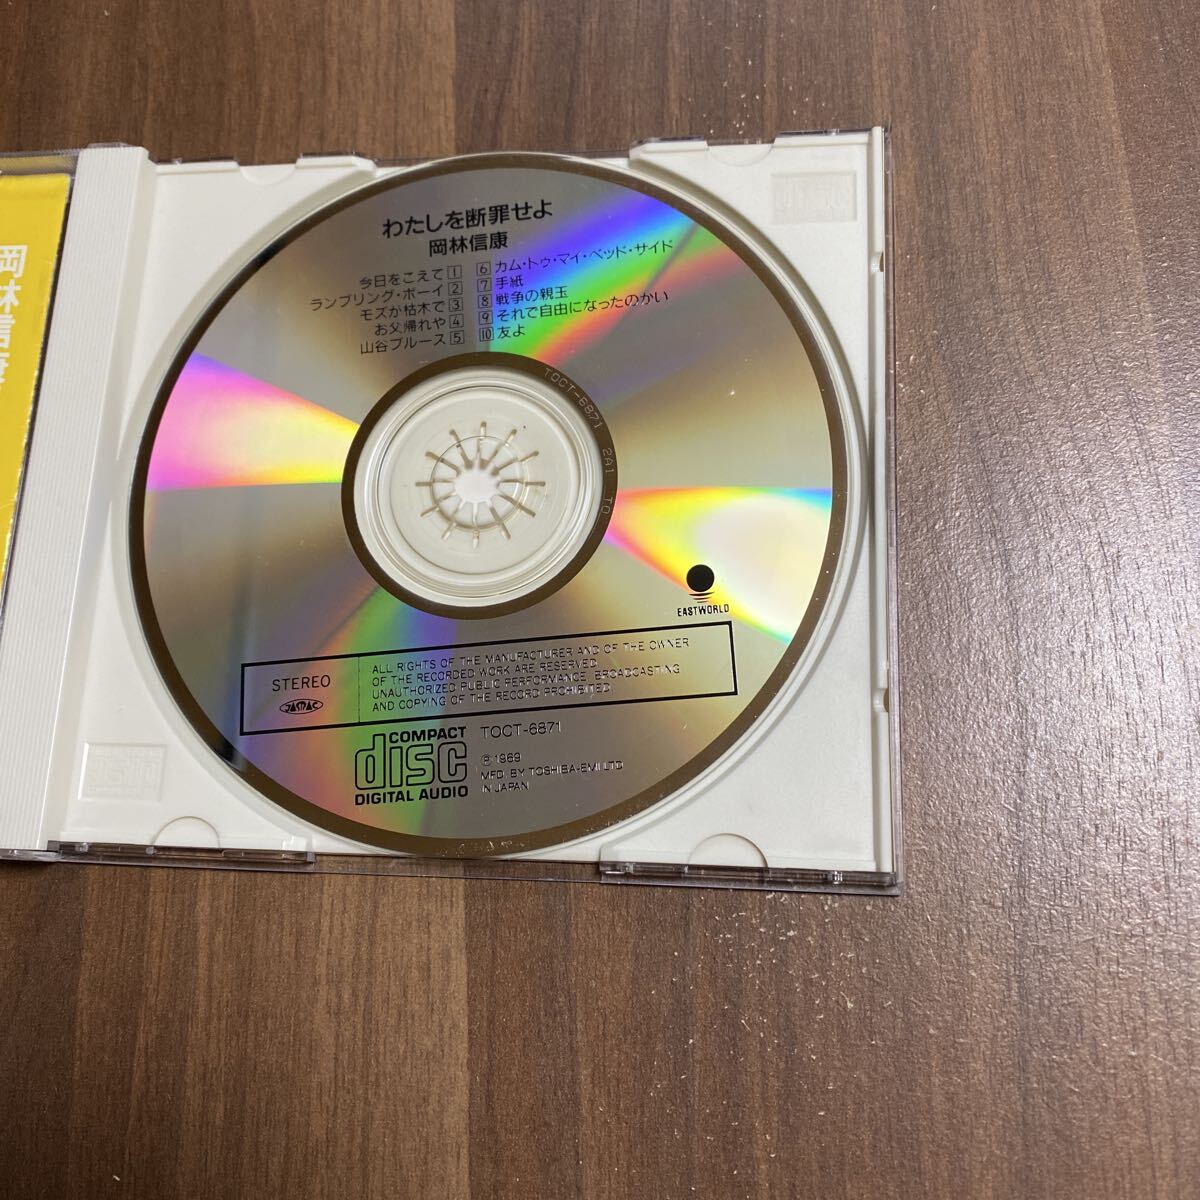 岡林信康
わたしを断罪せよ
岡林信康
今日をこえて 1
ランブリング・ボーイ 2
モズが枯木で 3
お父帰れや 4
山谷ブルース 5
6 カム・トゥ・マイ・ベッド・サイド
7 手紙
8 戦争の親玉
9 それで自由になったのかい
10 友よ
TOCT-6871 2A1 TO
EASTWORLD
STEREO
JASRAC
ALL RIGHTS OF THE MANUFACTURER AND OF THE OWNER
OF THE RECORDED WORK ARE RESERVED.
UNAUTHORIZED PUBLIC PERFORMANCE, BROADCASTING
AND COPYING OF THE RECORD PROHIBITED.
COMPACT
disc
DIGITAL AUDIO
TOCT-6871
Ⓟ1969
MFD. BY TOSHIBA-EMI LTD
IN JAPAN